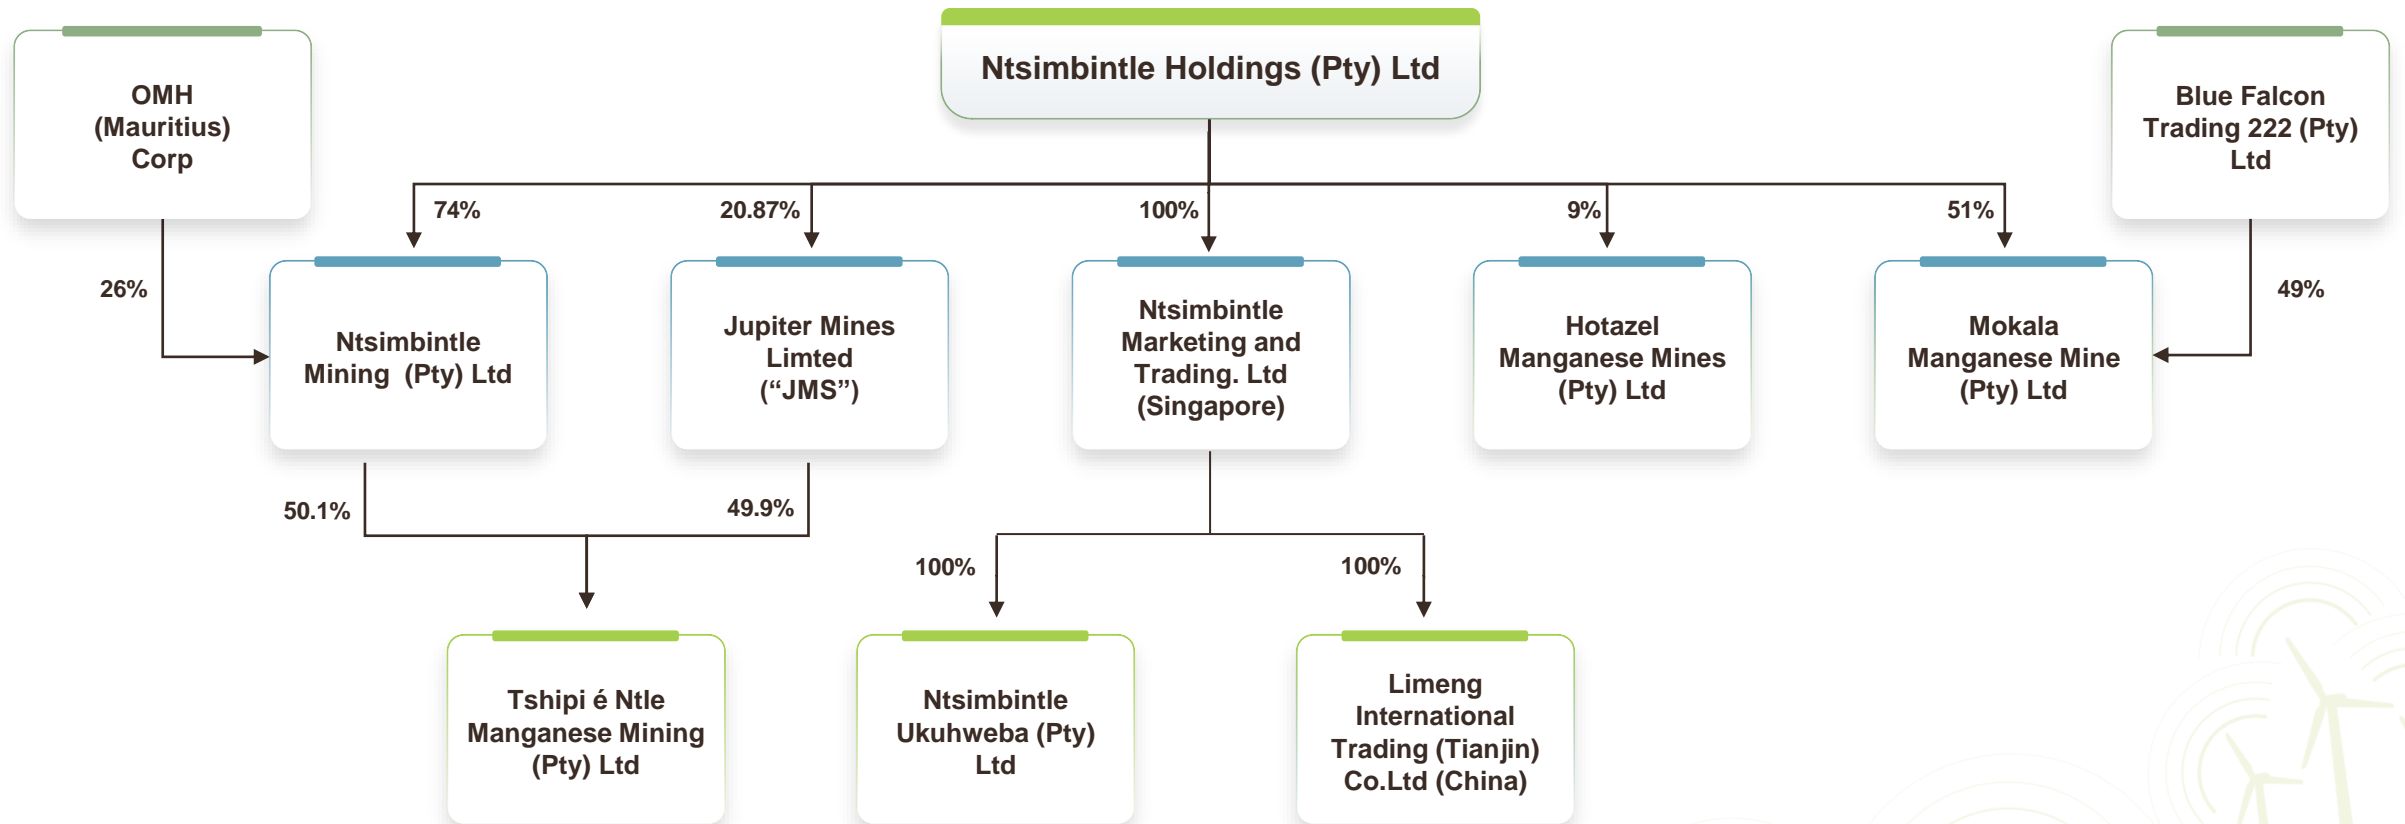 Ntsimbintle Holdings (Pty) Ltd
OMH
(Mauritius)
Corp
Blue Falcon
Trading 222 (Pty)
Ltd
74%
20.87%
100%
9%
51%
26%
49%
Ntsimbintle
Mining (Pty) Ltd
Jupiter Mines
Limted
(“JMS”)
Ntsimbintle
Marketing and
Trading. Ltd
(Singapore)
Hotazel
Manganese Mines
(Pty) Ltd
Mokala
Manganese Mine
(Pty) Ltd
50.1%
49.9%
100%
100%
Tshipi é Ntle
Manganese Mining
(Pty) Ltd
Ntsimbintle
Ukuhweba (Pty)
Ltd
Limeng
International
Trading (Tianjin)
Co.Ltd (China)